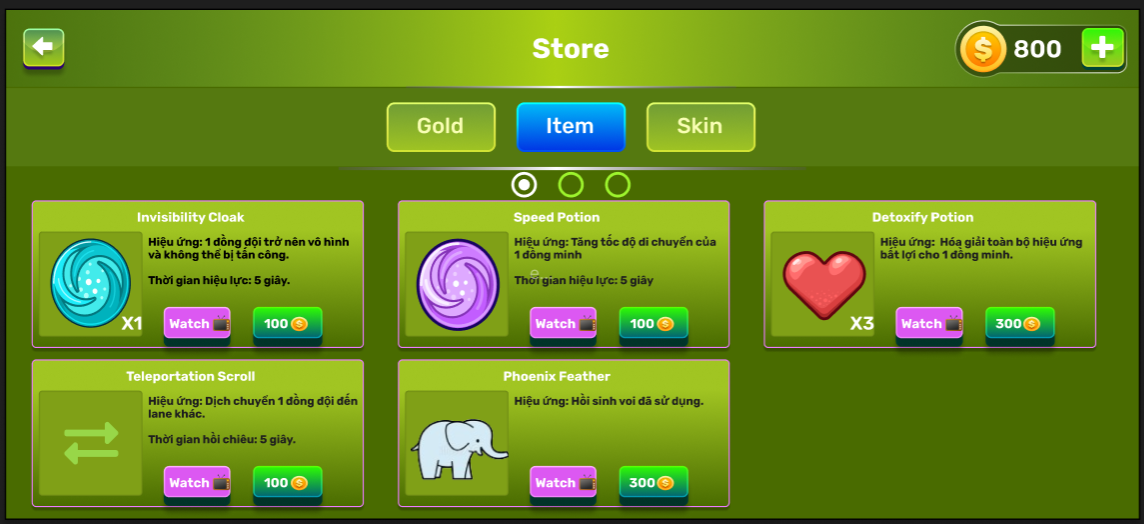 Store
800
Gold
Item
Skin
Invisibility Cloak
Hiệu ứng: 1 đồng đội trở nên vô hình
và không thể bị tấn công.
Thời gian hiệu lực: 5 giây.
X1
Watch
100
Speed Potion
Hiệu ứng: Tăng tốc độ di chuyển của
1 đồng minh
Thời gian hiệu lực: 5 giây
Watch
100
Detoxify Potion
Hiệu ứng: Hóa giải toàn bộ hiệu ứng
bất lợi cho 1 đồng minh.
X3
Watch
300
Teleportation Scroll
Hiệu ứng: Dịch chuyển 1 đồng đội đến
lane khác.
Thời gian hồi chiêu: 5 giây.
Watch
100
Phoenix Feather
Hiệu ứng: Hồi sinh voi đã sử dụng.
Watch
300